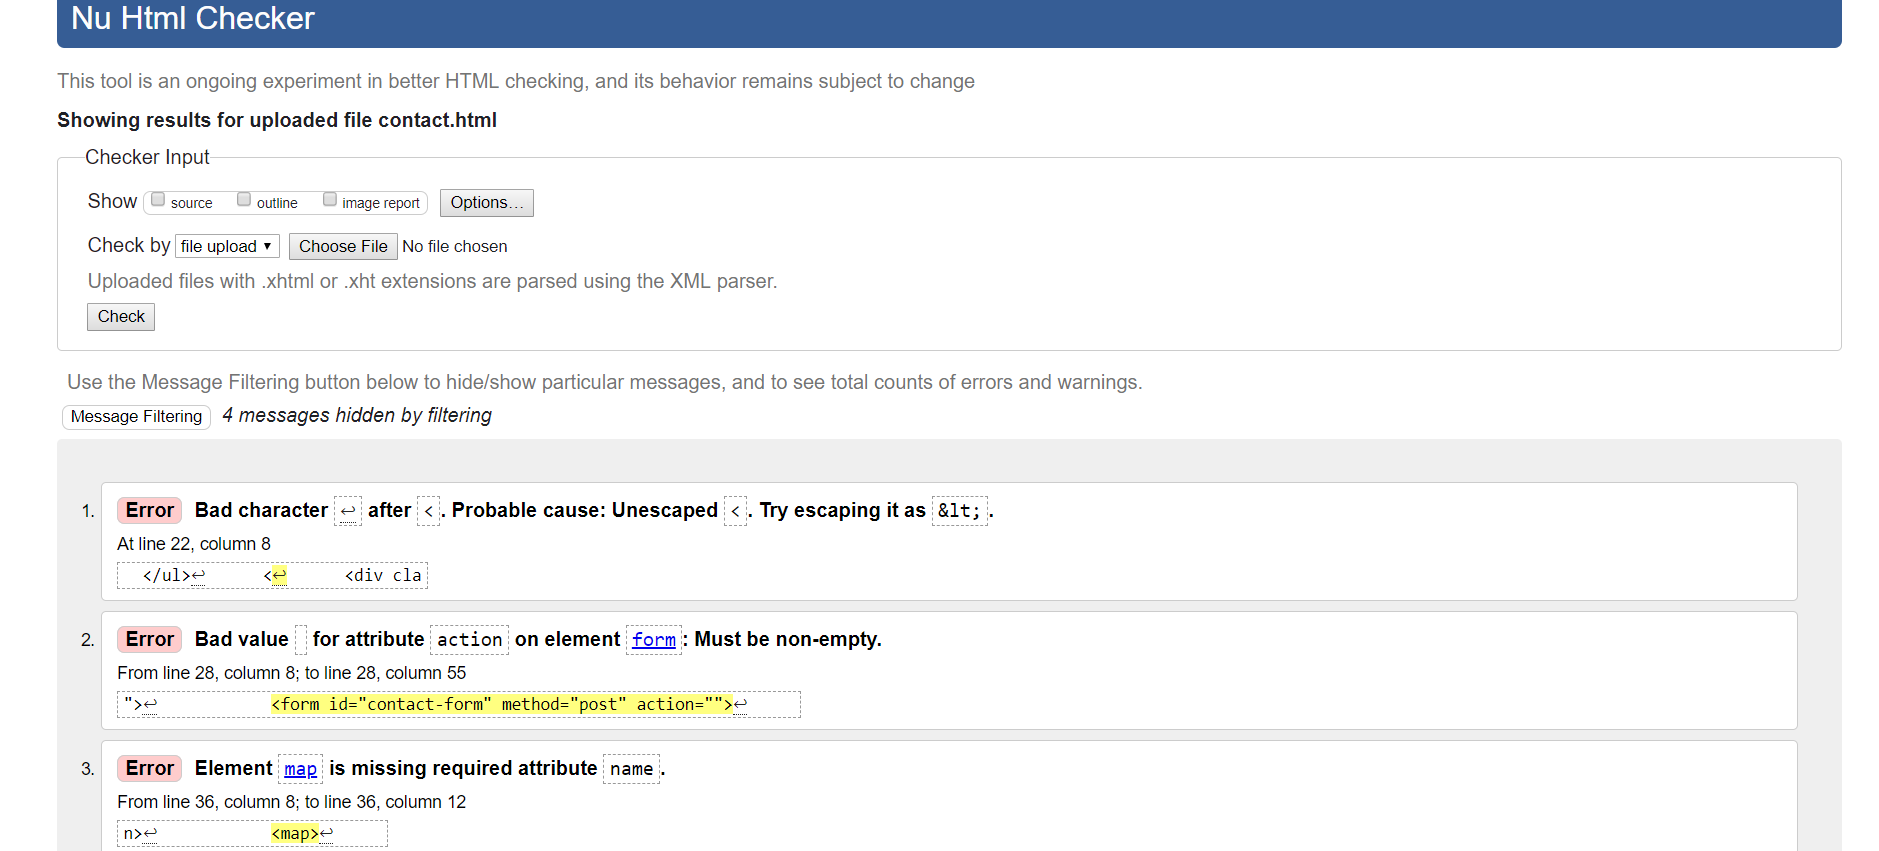 Nu Html Checker
This tool is an ongoing experiment in better HTML checking, and its behavior remains subject to change
Showing results for uploaded file contact.html
Checker Input
Show source outline image report Options...
Check by file upload ▾ Choose File No file chosen
Uploaded files with .xhtml or .xht extensions are parsed using the XML parser.
Check
Use the Message Filtering button below to hide/show particular messages, and to see total counts of errors and warnings.
Message Filtering 4 messages hidden by filtering
1. Error Bad character ↩ after <. Probable cause: Unescaped <. Try escaping it as &lt;.
At line 22, column 8
</ul>↩ <↩ <div cla
2. Error Bad value for attribute action on element form: Must be non-empty.
From line 28, column 8; to line 28, column 55
">↩ <form id="contact-form" method="post" action="">↩
3. Error Element map is missing required attribute name.
From line 36, column 8; to line 36, column 12
n>↩ <map>↩